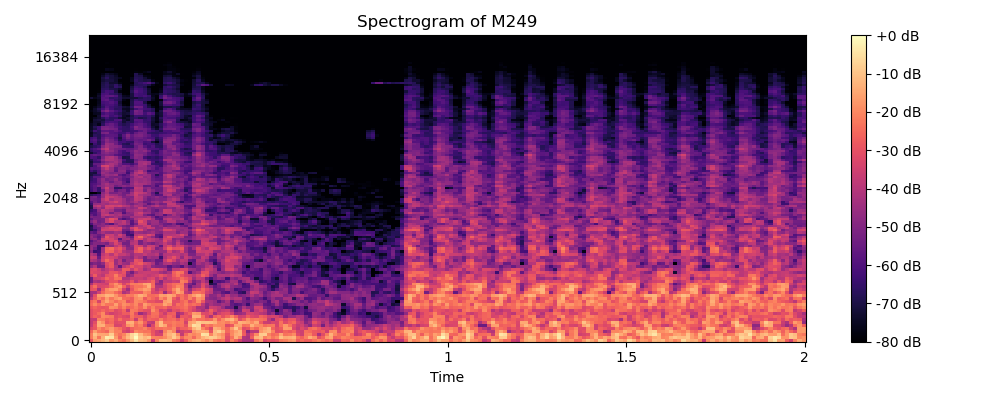 Spectrogram of M249
Hz
16384
8192
4096
2048
1024
512
0
0
0.5
1
1.5
2
Time
+0 dB
-10 dB
-20 dB
-30 dB
-40 dB
-50 dB
-60 dB
-70 dB
-80 dB